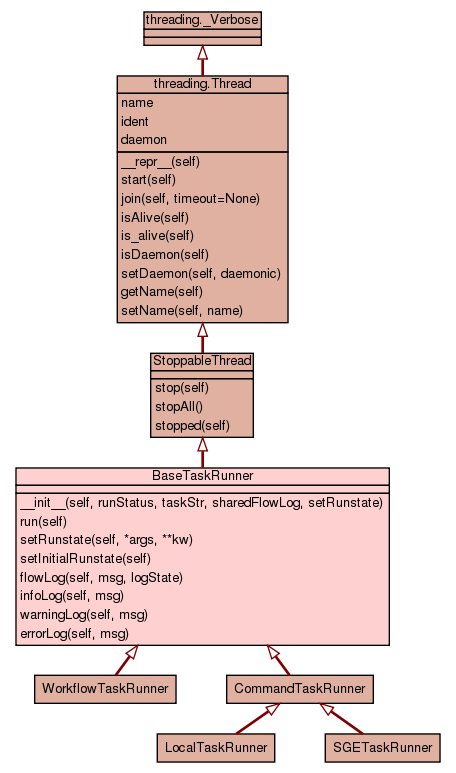 threading._Verbose
threading.Thread
name
ident
daemon
__repr__(self)
start(self)
join(self, timeout=None)
isAlive(self)
is_alive(self)
isDaemon(self)
setDaemon(self, daemonic)
getName(self)
setName(self, name)
StoppableThread
stop(self)
stopAll()
stopped(self)
BaseTaskRunner
__init__(self, runStatus, taskStr, sharedFlowLog, setRunstate)
run(self)
setRunstate(self, *args, **kw)
setInitialRunstate(self)
flowLog(self, msg, logState)
infoLog(self, msg)
warningLog(self, msg)
errorLog(self, msg)
WorkflowTaskRunner
CommandTaskRunner
LocalTaskRunner
SGETaskRunner